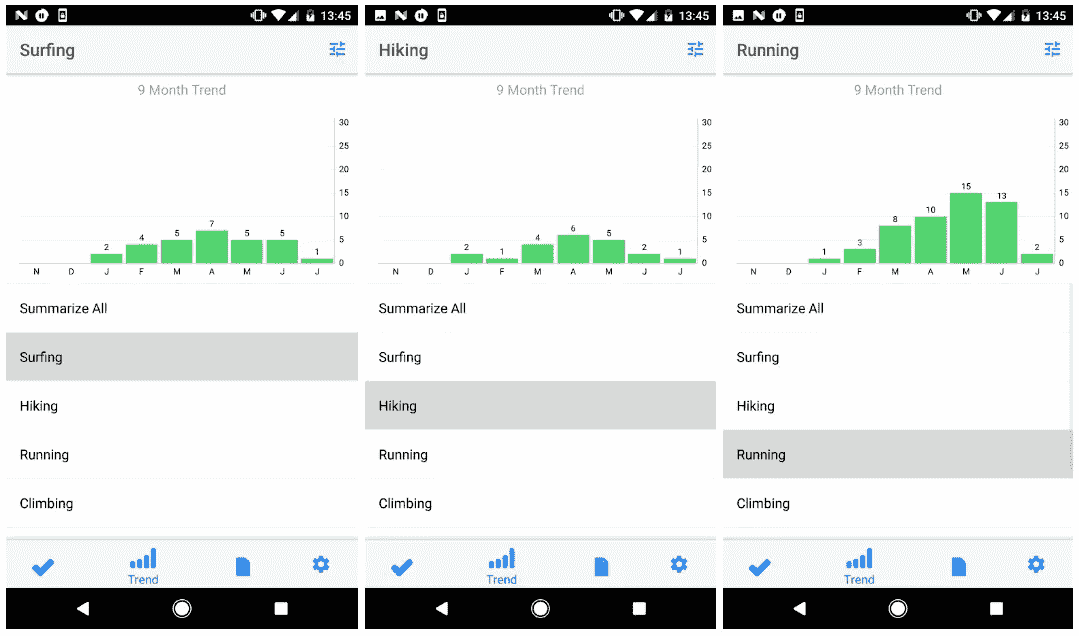 13:45
Surfing
9 Month Trend
30
25
20
15
10
5
0
2 4 5 7 5 5 1
N D J F M A M J J
Summarize All
Surfing
Hiking
Running
Climbing
Trend
13:45
Hiking
9 Month Trend
30
25
20
15
10
5
0
2 1 4 6 5 2 1
N D J F M A M J J
Summarize All
Surfing
Hiking
Running
Climbing
Trend
13:45
Running
9 Month Trend
30
25
20
15
10
5
0
1 3 8 10 15 13 2
N D J F M A M J J
Summarize All
Surfing
Hiking
Running
Climbing
Trend